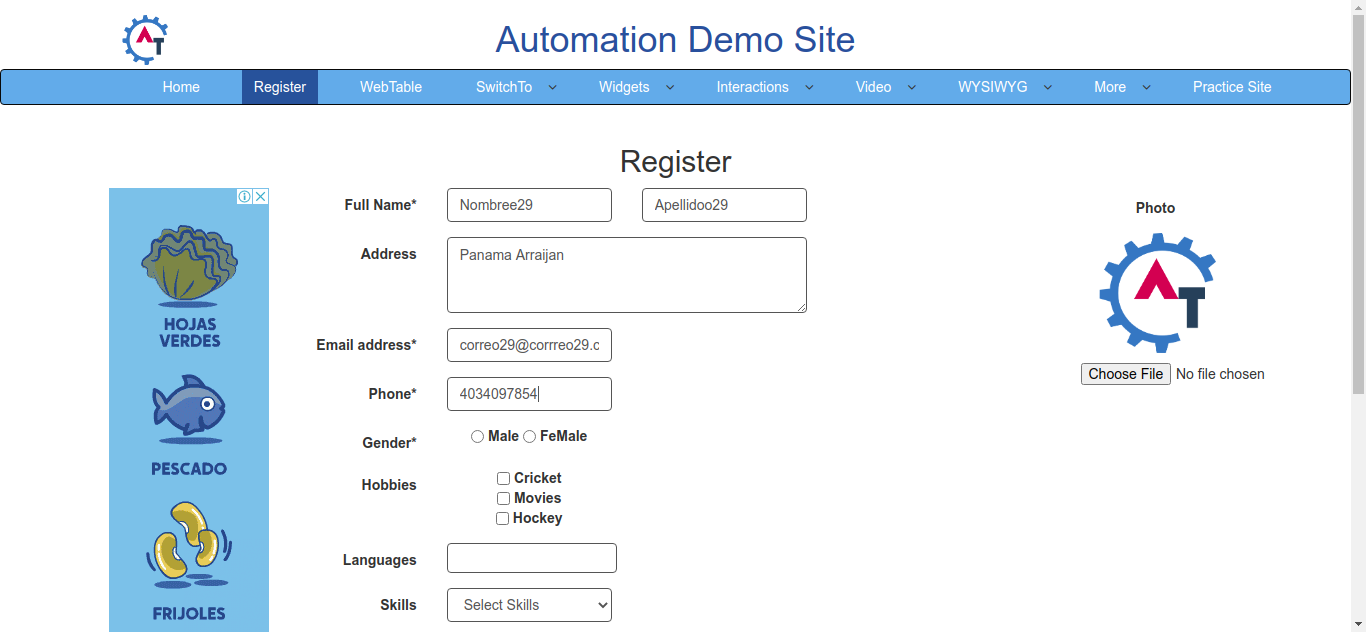 Automation Demo Site
Home Register WebTable SwitchTo Widgets Interactions Video WYSIWYG More Practice Site
Register
Full Name* Nombree29 Apellidoo29
Photo
Address Panama Arraijan
AT
HOJAS
VERDES
Email address* correo29@corrreo29.c
Choose File No file chosen
Phone* 4034097854
Gender* Male FeMale
PESCADO
Hobbies Cricket
Movies
Hockey
Languages
Skills Select Skills
FRIJOLES